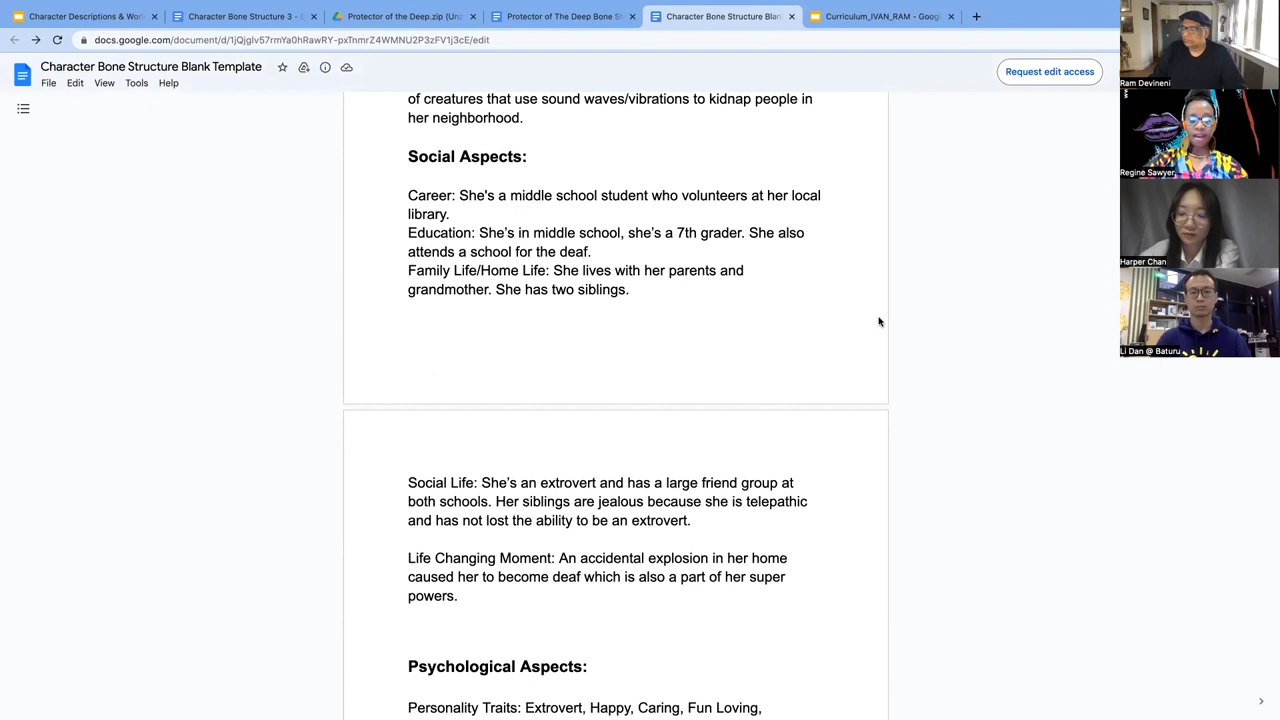 Character Descriptions & Worl
Character Bone Structure 3 - G
Protector of the Deep.zip (Unz
Protector of The Deep Bone St
Character Bone Structure Blan
Curriculum_IVAN_RAM - Goog
docs.google.com/document/d/1jQjglv57rmYa0hRawRY-pxTnmrZ4WMNU2P3zFV1j3cE/edit
Character Bone Structure Blank Template
File Edit View Tools Help
Request edit access
of creatures that use sound waves/vibrations to kidnap people in
her neighborhood.
Social Aspects:
Career: She's a middle school student who volunteers at her local
library.
Education: She's in middle school, she's a 7th grader. She also
attends a school for the deaf.
Family Life/Home Life: She lives with her parents and
grandmother. She has two siblings.
Social Life: She's an extrovert and has a large friend group at
both schools. Her siblings are jealous because she is telepathic
and has not lost the ability to be an extrovert.
Life Changing Moment: An accidental explosion in her home
caused her to become deaf which is also a part of her super
powers.
Psychological Aspects:
Personality Traits: Extrovert, Happy, Caring, Fun Loving,
Ram Devineni
Regine Sawyer
Harper Chan
Li Dan @ Baturu